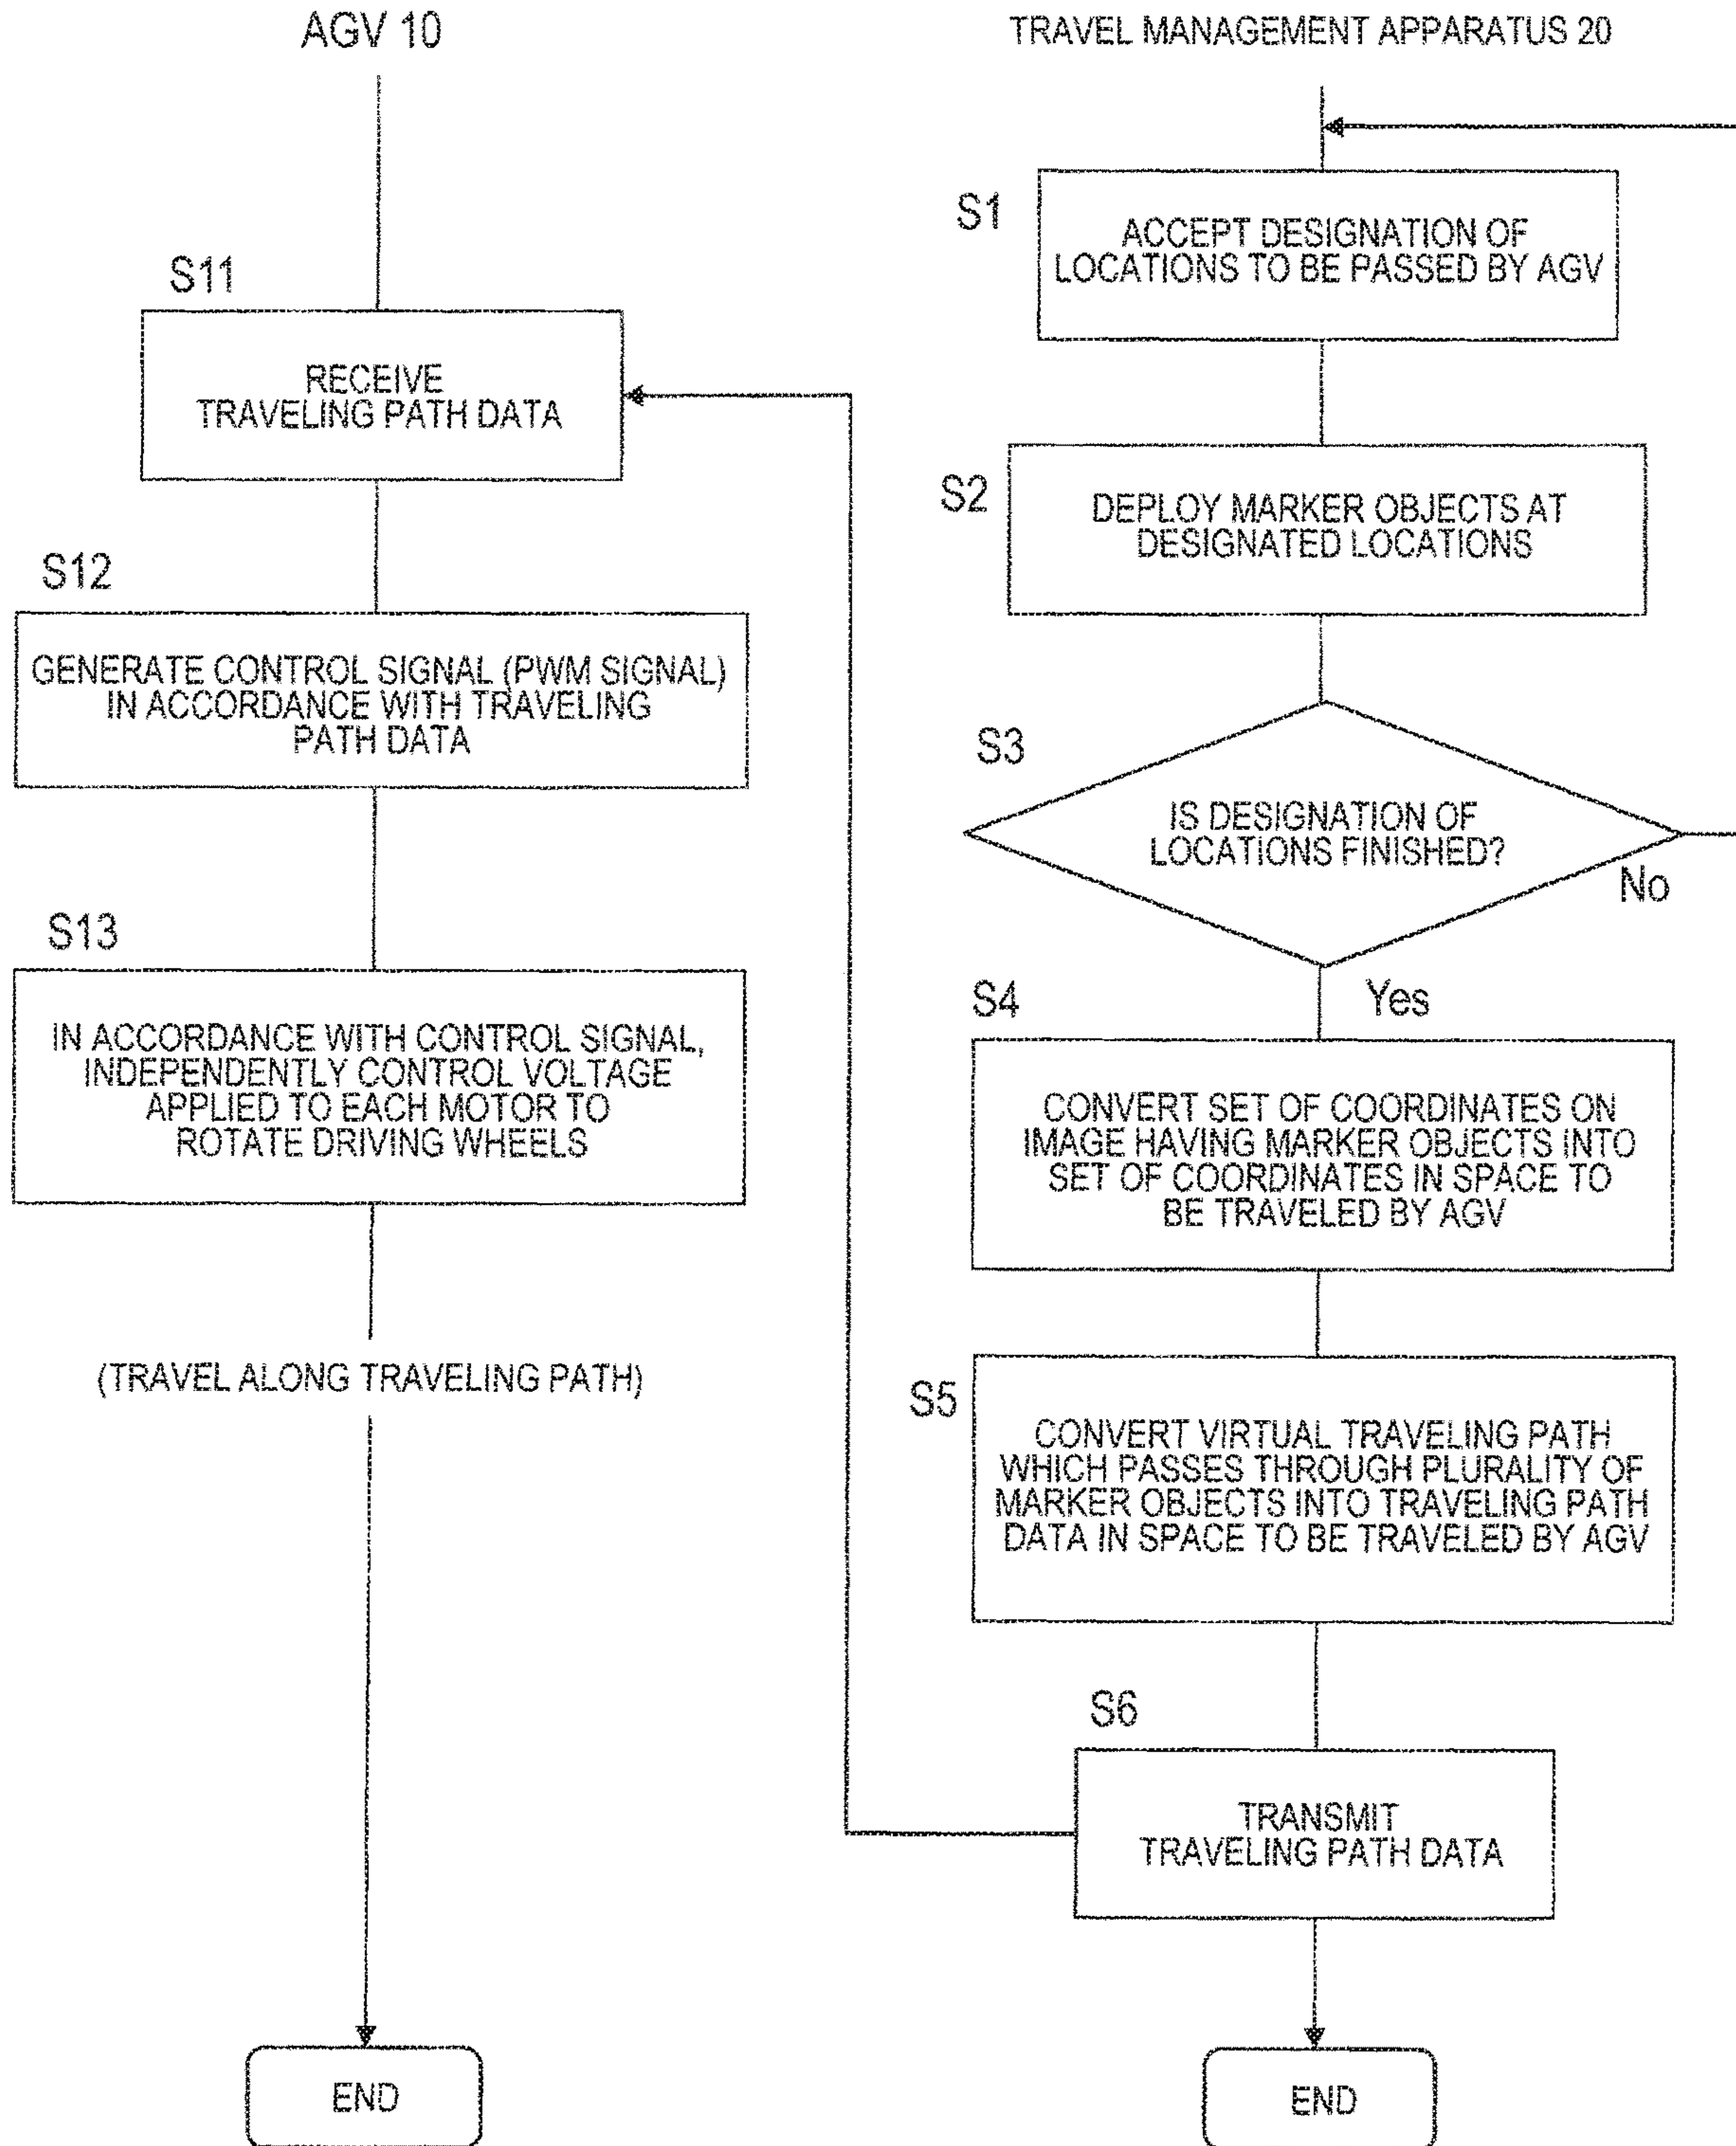 AGV 10
S11
RECEIVE
TRAVELING PATH DATA
S12
GENERATE CONTROL SIGNAL (PWM SIGNAL)
IN ACCORDANCE WITH TRAVELING
PATH DATA
S13
IN ACCORDANCE WITH CONTROL SIGNAL,
INDEPENDENTLY CONTROL VOLTAGE
APPLIED TO EACH MOTOR TO
ROTATE DRIVING WHEELS
(TRAVEL ALONG TRAVELING PATH)
END
TRAVEL MANAGEMENT APPARATUS 20
S1
ACCEPT DESIGNATION OF
LOCATIONS TO BE PASSED BY AGV
S2
DEPLOY MARKER OBJECTS AT
DESIGNATED LOCATIONS
S3
IS DESIGNATION OF
LOCATIONS FINISHED?
No
Yes
S4
CONVERT SET OF COORDINATES ON
IMAGE HAVING MARKER OBJECTS INTO
SET OF COORDINATES IN SPACE TO
BE TRAVELED BY AGV
S5
CONVERT VIRTUAL TRAVELING PATH
WHICH PASSES THROUGH PLURALITY OF
MARKER OBJECTS INTO TRAVELING PATH
DATA IN SPACE TO BE TRAVELED BY AGV
S6
TRANSMIT
TRAVELING PATH DATA
END